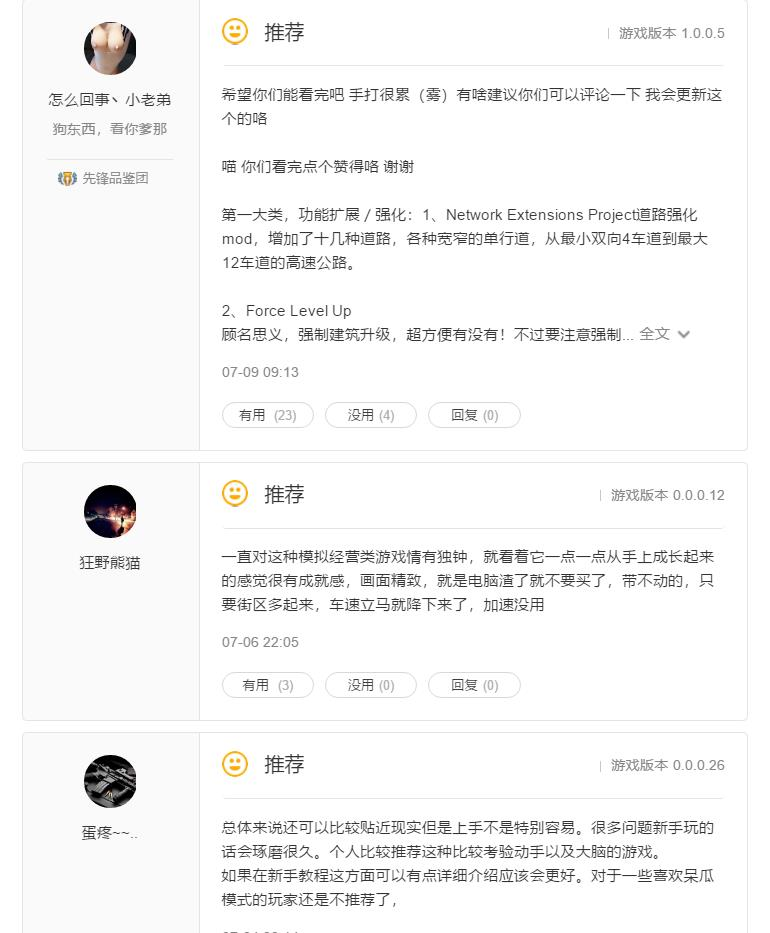 推荐
游戏版本 1.0.0.5
怎么回事丶小老弟
狗东西，看你爹那
先锋品鉴团
希望你们能看完吧 手打很累（雾）有啥建议你们可以评论一下 我会更新这
个的咯
喵 你们看完点个赞得咯 谢谢
第一大类，功能扩展 / 强化：1、Network Extensions Project道路强化
mod，增加了十几种道路，各种宽窄的单行道，从最小双向4车道到最大
12车道的高速公路。
2、Force Level Up
顾名思义，强制建筑升级，超方便有没有！不过要注意强制... 全文
07-09 09:13
有用 (23) 没用 (4) 回复 (0)
推荐
游戏版本 0.0.0.12
狂野熊猫
一直对这种模拟经营类游戏情有独钟，就看着它一点一点从手上成长起来
的感觉很有成就感，画面精致，就是电脑渣了就不要买了，带不动的，只
要街区多起来，车速立马就降下来了，加速没用
07-06 22:05
有用 (3) 没用 (0) 回复 (0)
推荐
游戏版本 0.0.0.26
蛋疼~~..
总体来说还可以比较贴近现实但是上手不是特别容易。很多问题新手玩的
话会琢磨很久。个人比较推荐这种比较考验动手以及大脑的游戏。
如果在新手教程这方面可以有点详细介绍应该会更好。对于一些喜欢呆瓜
模式的玩家还是不推荐了，